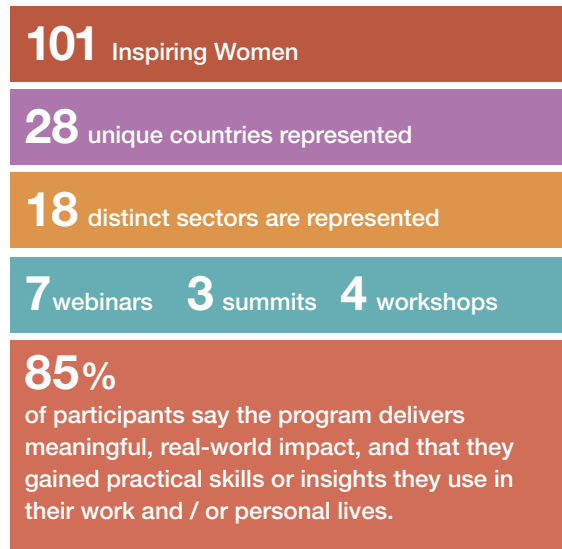 101 Inspiring Women
28 unique countries represented
18 distinct sectors are represented
7 webinars 3 summits 4 workshops
85%
of participants say the program delivers
meaningful, real-world impact, and that they
gained practical skills or insights they use in
their work and / or personal lives.